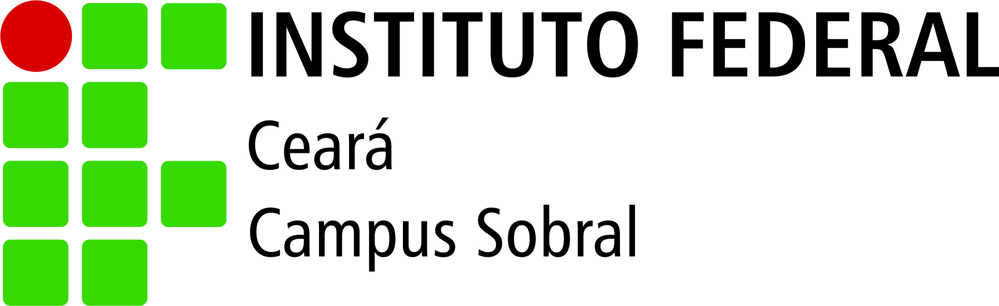 INSTITUTO FEDERAL
Ceará
Campus Sobral